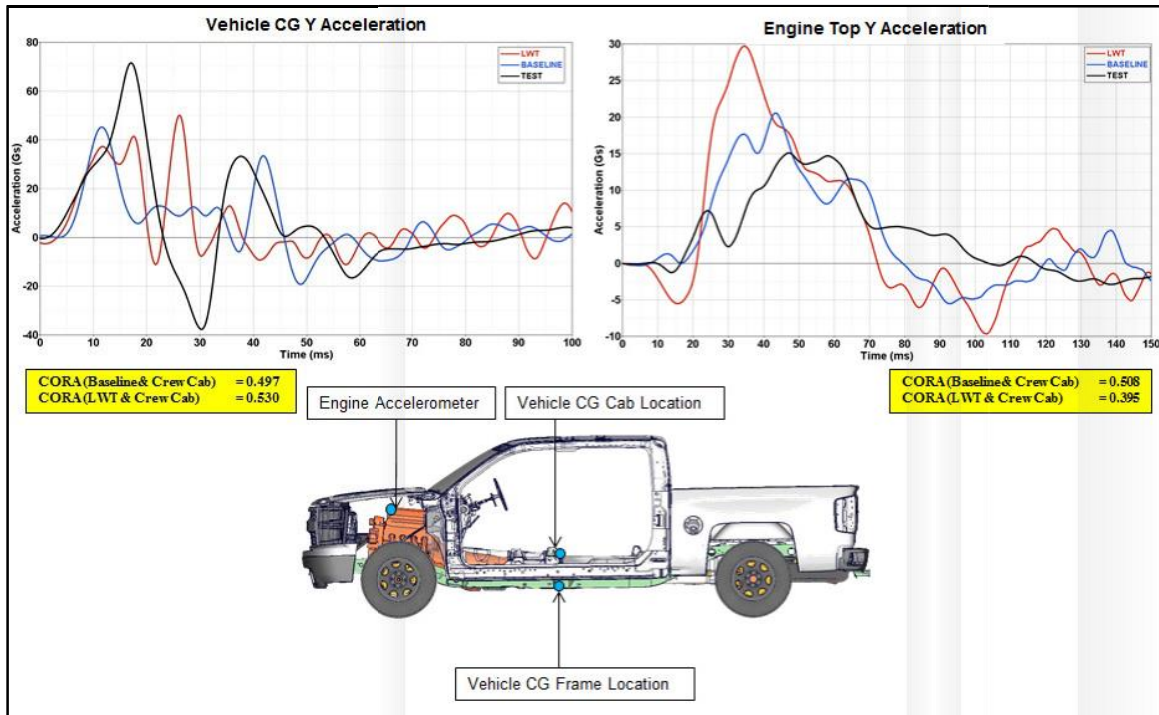 Vehicle CG Y Acceleration
80
60
40
20
0
-20
-40
Acceleration (Gs)
0 10 20 30 40 50 60 70 80 90 100
Time (ms)
LWT
BASELINE
TEST
Engine Top Y Acceleration
30
25
20
15
10
5
0
-5
-10
Acceleration (Gs)
0 10 20 30 40 50 60 70 80 90 100 110 120 130 140 150
Time (ms)
LWT
BASELINE
TEST
CORA (Baseline & Crew Cab) = 0.497
CORA (LWT & Crew Cab) = 0.530
CORA (Baseline & Crew Cab) = 0.508
CORA (LWT & Crew Cab) = 0.395
Engine Accelerometer
Vehicle CG Cab Location
Vehicle CG Frame Location